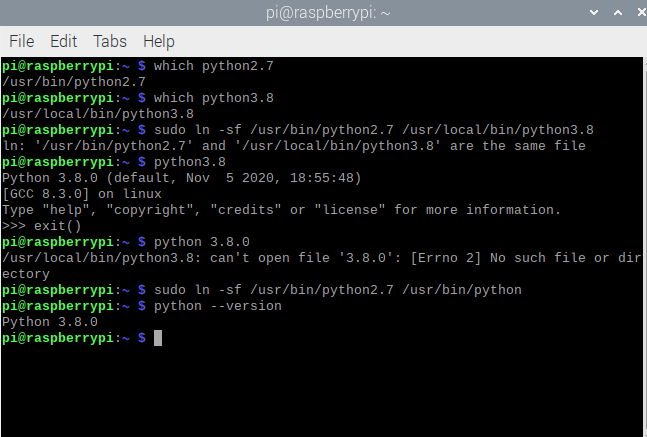 pi@raspberrypi: ~
File Edit Tabs Help
pi@raspberrypi:~ $ which python2.7
/usr/bin/python2.7
pi@raspberrypi:~ $ which python3.8
/usr/local/bin/python3.8
pi@raspberrypi:~ $ sudo ln -sf /usr/bin/python2.7 /usr/local/bin/python3.8
ln: '/usr/bin/python2.7' and '/usr/local/bin/python3.8' are the same file
pi@raspberrypi:~ $ python3.8
Python 3.8.0 (default, Nov  5 2020, 18:55:48)
[GCC 8.3.0] on linux
Type "help", "copyright", "credits" or "license" for more information.
>>> exit()
pi@raspberrypi:~ $ python 3.8.0
/usr/local/bin/python3.8: can't open file '3.8.0': [Errno 2] No such file or dir
ectory
pi@raspberrypi:~ $ sudo ln -sf /usr/bin/python2.7 /usr/bin/python
pi@raspberrypi:~ $ python --version
Python 3.8.0
pi@raspberrypi:~ $